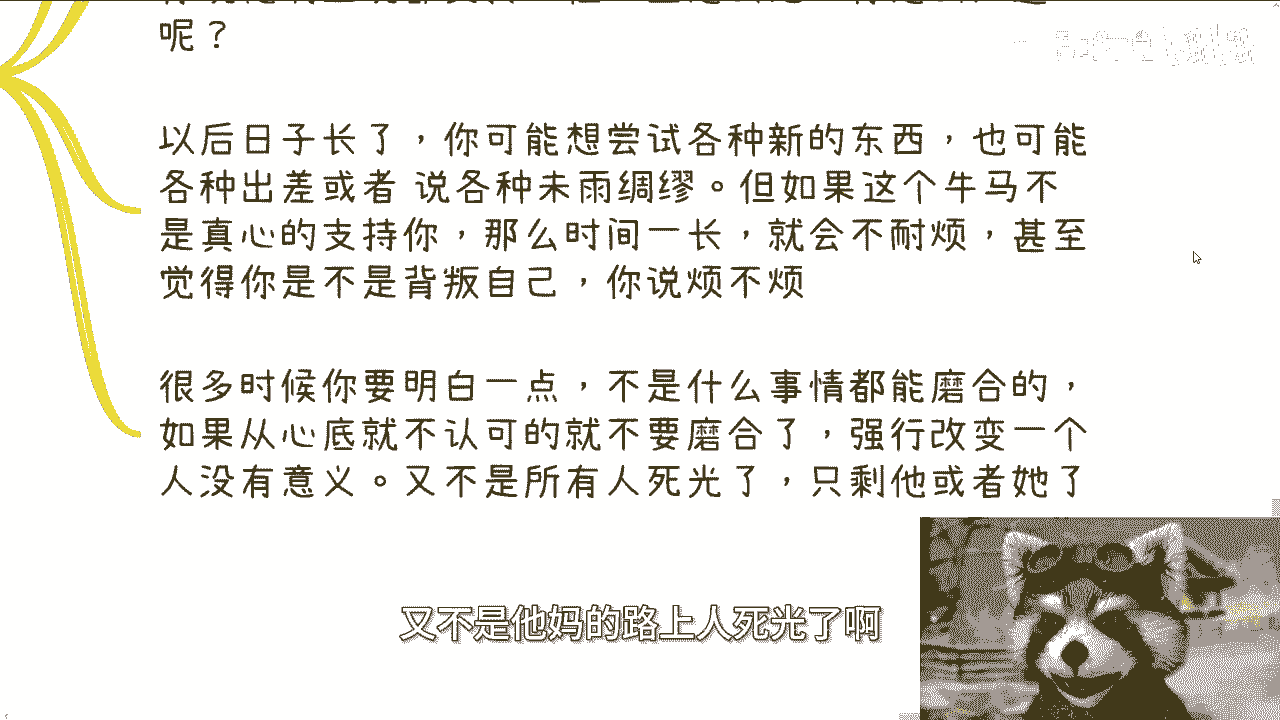 呢？
以后日子长了，你可能想尝试各种新的东西，也可能
各种出差或者 说各种未雨绸缪。但如果这个牛马不
是真心的支持你，那么时间一长，就会不耐烦，甚至
觉得你是不是背叛自己，你说烦不烦
很多时候你要明白一点，不是什么事情都能磨合的，
如果从心底就不认可的就不要磨合了，强行改变一个
人没有意义。又不是所有人死光了，只剩他或者她了
又不是他妈的路上人死光了啊